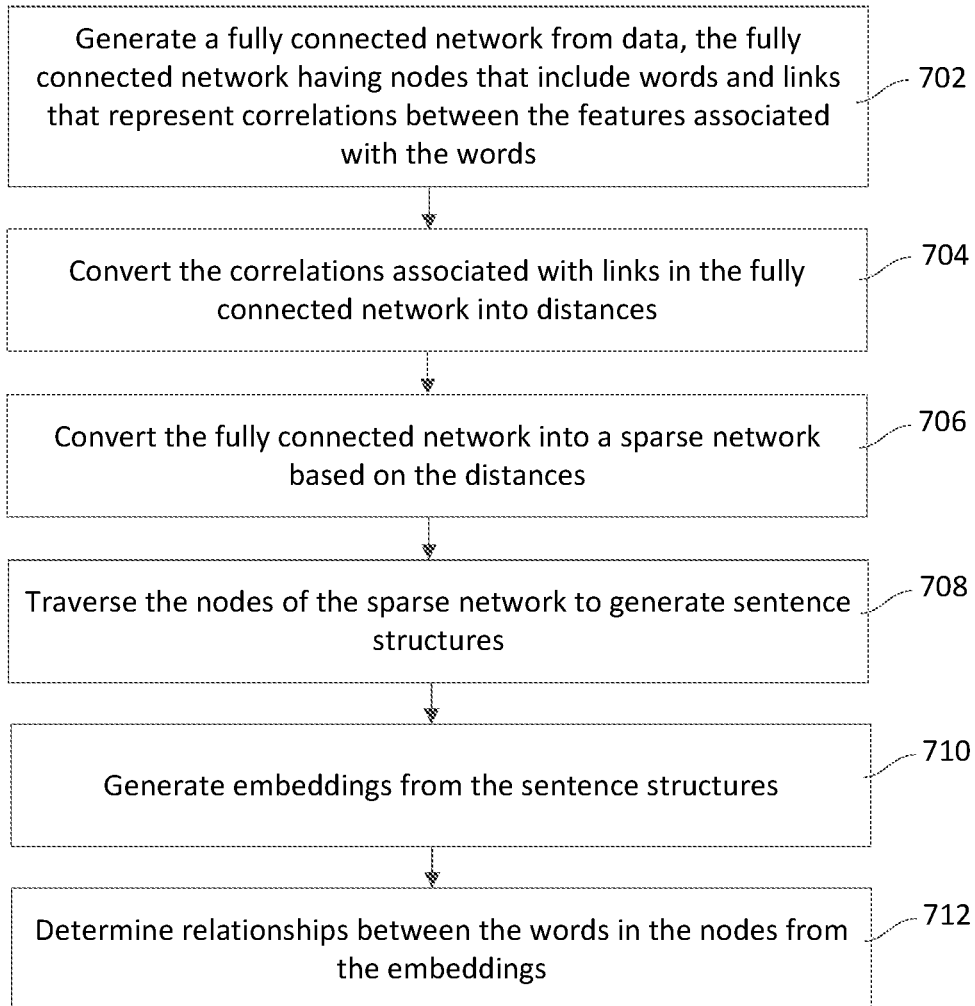 Generate a fully connected network from data, the fully
connected network having nodes that include words and links
that represent correlations between the features associated
with the words
702
Convert the correlations associated with links in the fully
connected network into distances
704
Convert the fully connected network into a sparse network
based on the distances
706
Traverse the nodes of the sparse network to generate sentence
structures
708
Generate embeddings from the sentence structures
710
Determine relationships between the words in the nodes from
the embeddings
712